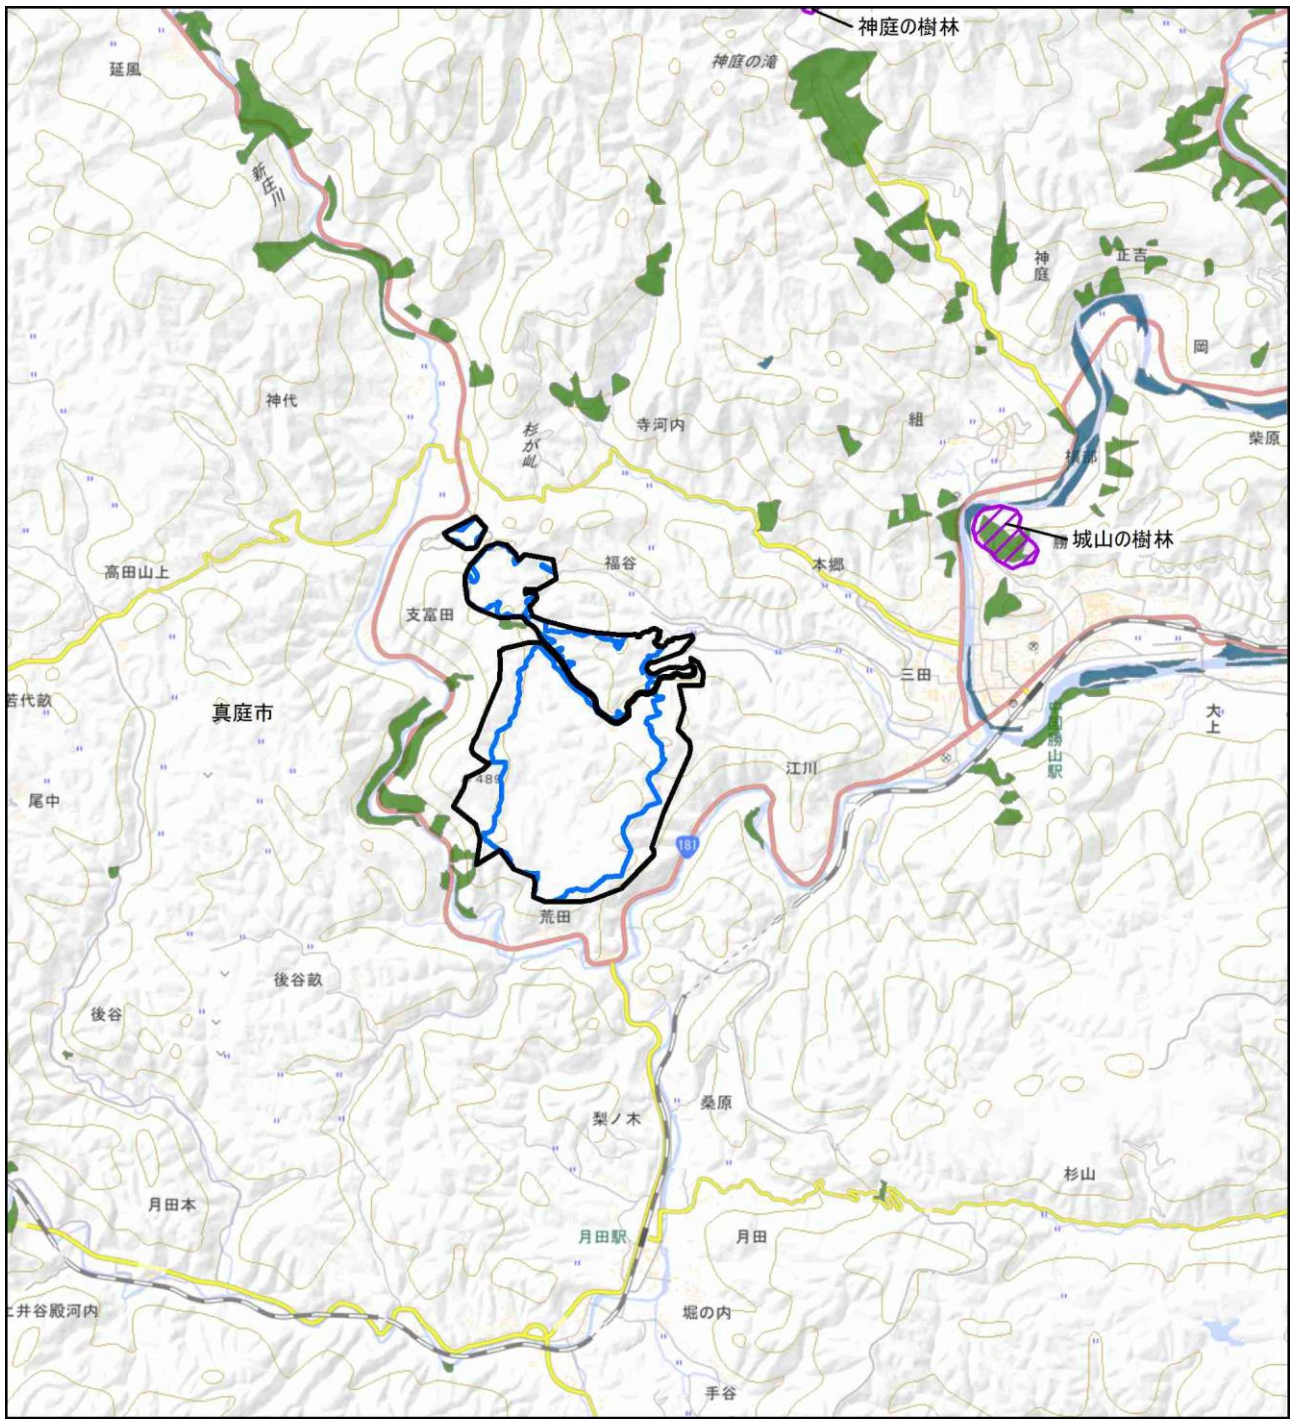 神庭の樹林
神庭の滝
延風
新庄川
神庭
正吉
岡
神代
組
寺河内
杉が乢
柴原
横部
城山の樹林
勝
福谷
本郷
高田山上
支富田
三田
若代畝
真庭市
大上
中国勝山駅
江川
489
尾中
181
荒田
後谷畝
後谷
桑原
梨ノ木
杉山
月田本
月田駅
月田
井谷殿河内
堀の内
手谷